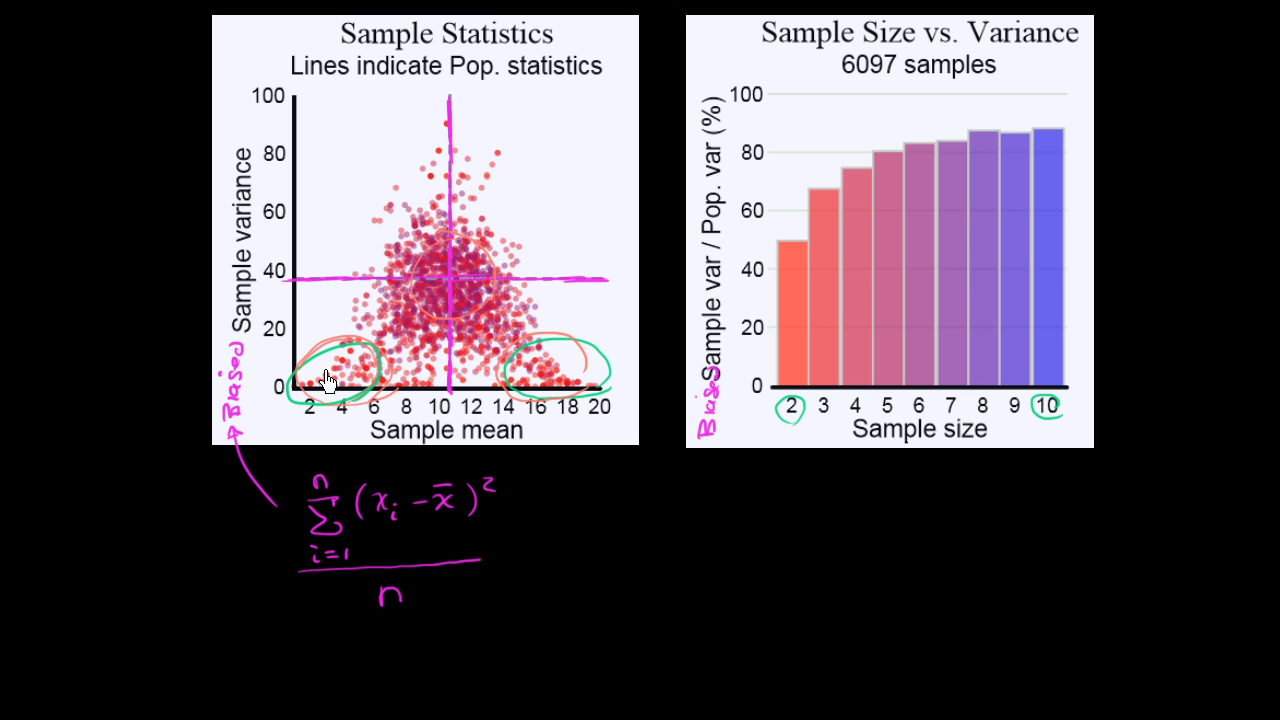 Sample Statistics
Lines indicate Pop. statistics
100
80
60
40
20
0
Sample variance
Biased
2 4 6 8 10 12 14 16 18 20
Sample mean
Sample Size vs. Variance
6097 samples
100
80
60
40
20
0
Sample var / Pop. var (%)
Biased
2 3 4 5 6 7 8 9 10
Sample size
n
∑ (xᵢ - x̄)²
i=1
n